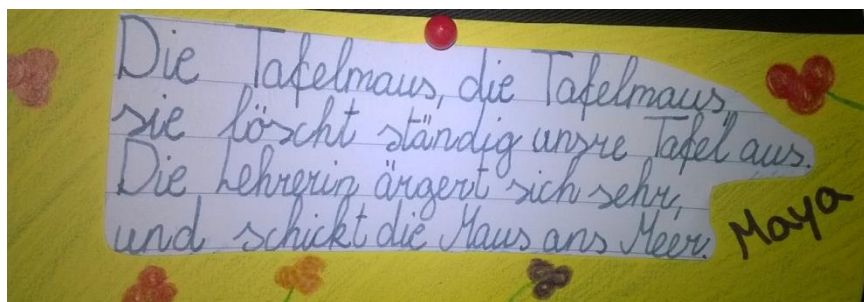 Die Tafelmaus, die Tafelmaus,
sie löscht ständig unsre Tafel aus.
Die Lehrerin ärgert sich sehr,
und schickt die Maus ans Meer.
Maya